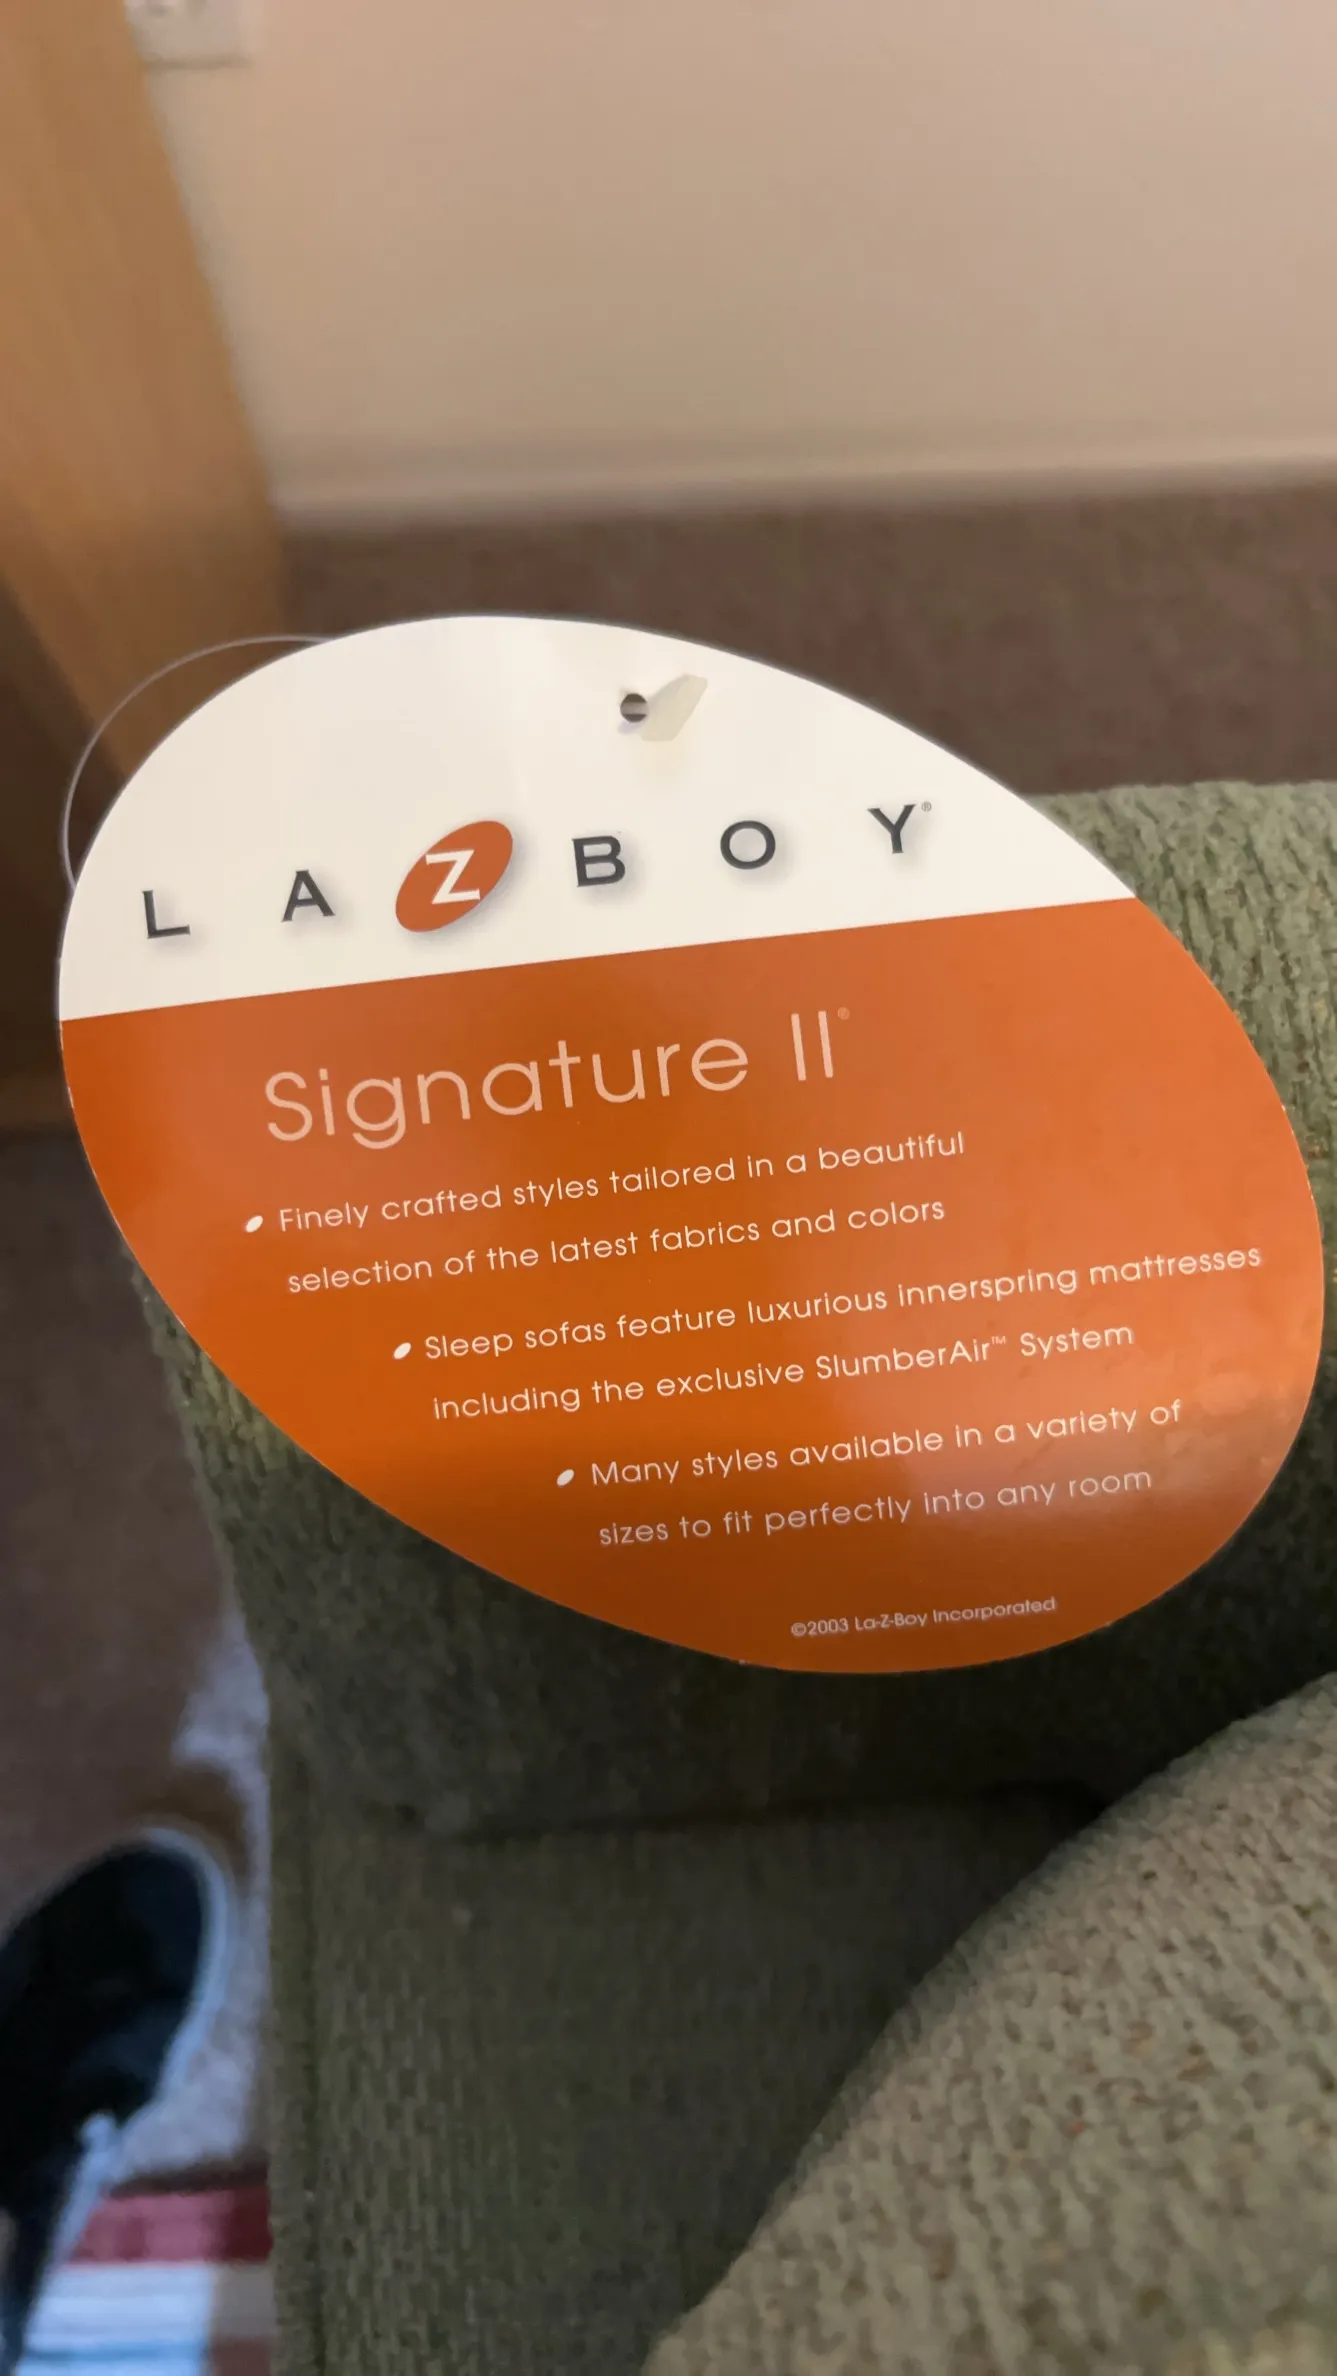 LAZBOY®
Signature II®
• Finely crafted styles tailored in a beautiful
selection of the latest fabrics and colors
• Sleep sofas feature luxurious innerspring mattresses
including the exclusive SlumberAir™ System
• Many styles available in a variety of
sizes to fit perfectly into any room
©2003 La-Z-Boy Incorporated